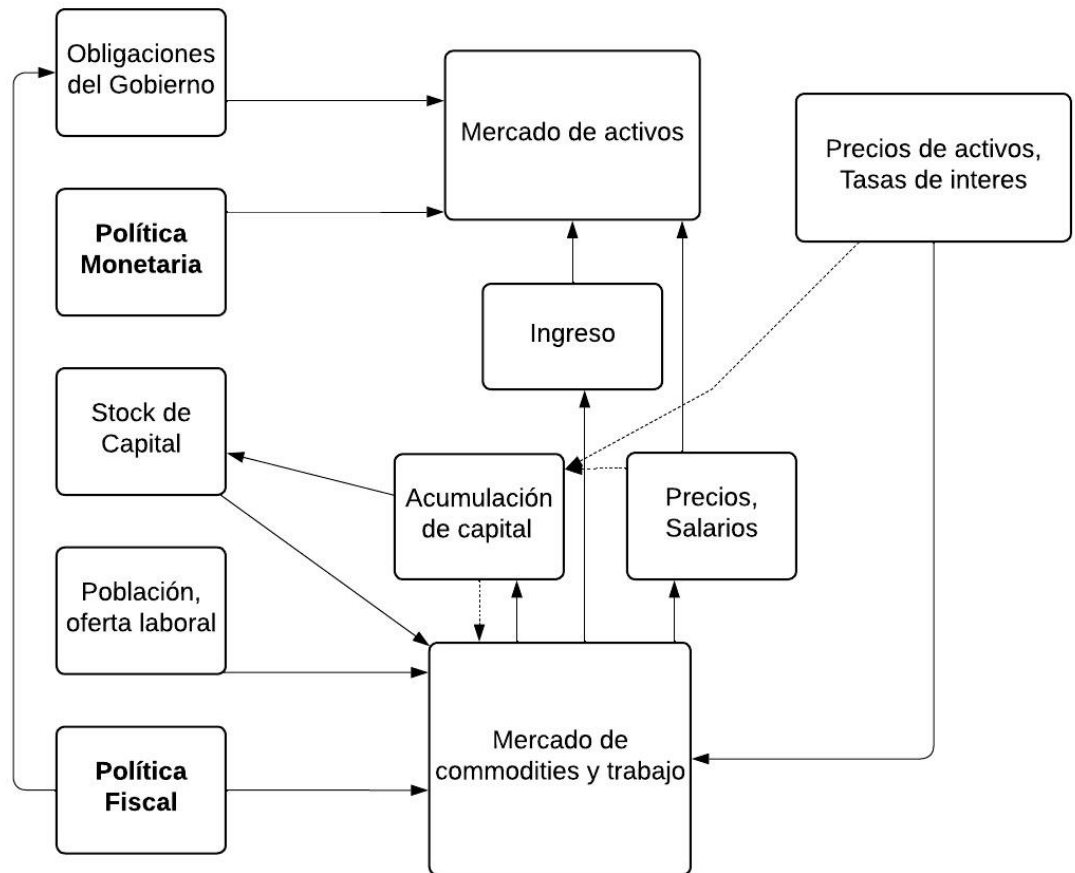 Obligaciones
del Gobierno
Mercado de activos
Precios de activos,
Tasas de interes
Política
Monetaria
Ingreso
Stock de
Capital
Acumulación
de capital
Precios,
Salarios
Población,
oferta laboral
Política
Fiscal
Mercado de
commodities y trabajo